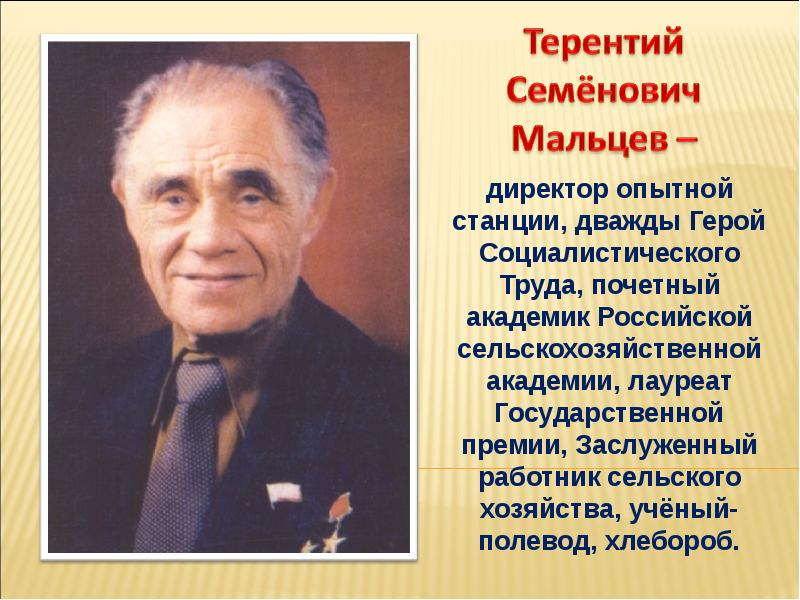 Терентий
Семёнович
Мальцев –
директор опытной
станции, дважды Герой
Социалистического
Труда, почетный
академик Российской
сельскохозяйственной
академии, лауреат
Государственной
премии, Заслуженный
работник сельского
хозяйства, учёный-
полевод, хлебороб.